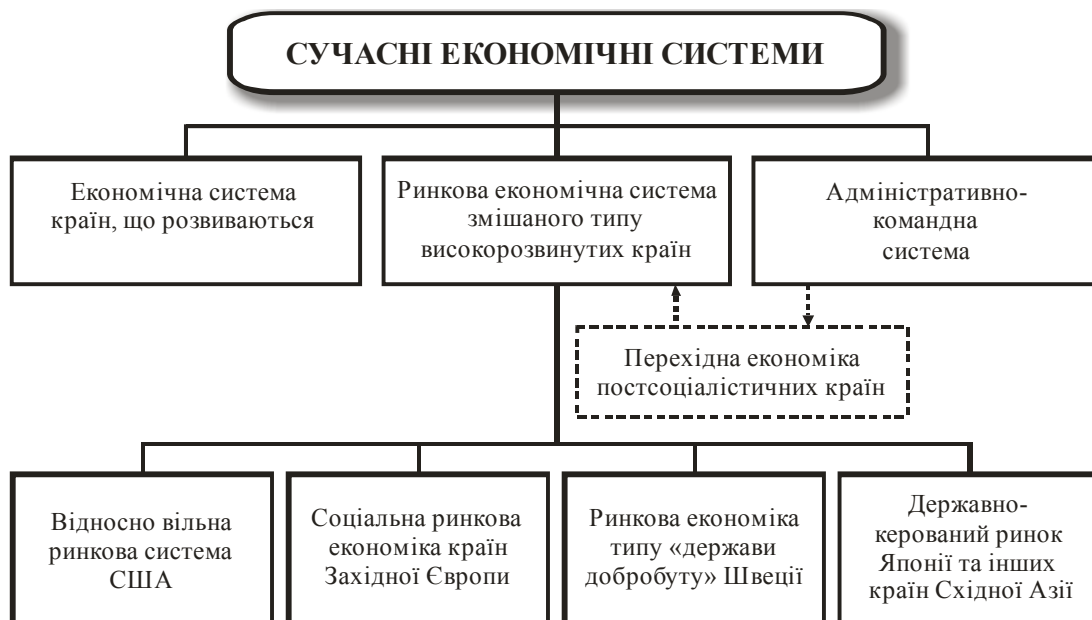 СУЧАСНІ ЕКОНОМІЧНІ СИСТЕМИ
Економічна система
країн, що розвиваються
Ринкова економічна система
змішаного типу
високорозвинутих країн
Адміністративно-
командна
система
Перехідна економіка
постсоціалістичних країн
Відносно вільна
ринкова система
США
Соціальна ринкова
економіка країн
Західної Європи
Ринкова економіка
типу «держави
добробуту» Швеції
Державно-
керований ринок
Японії та інших
країн Східної Азії